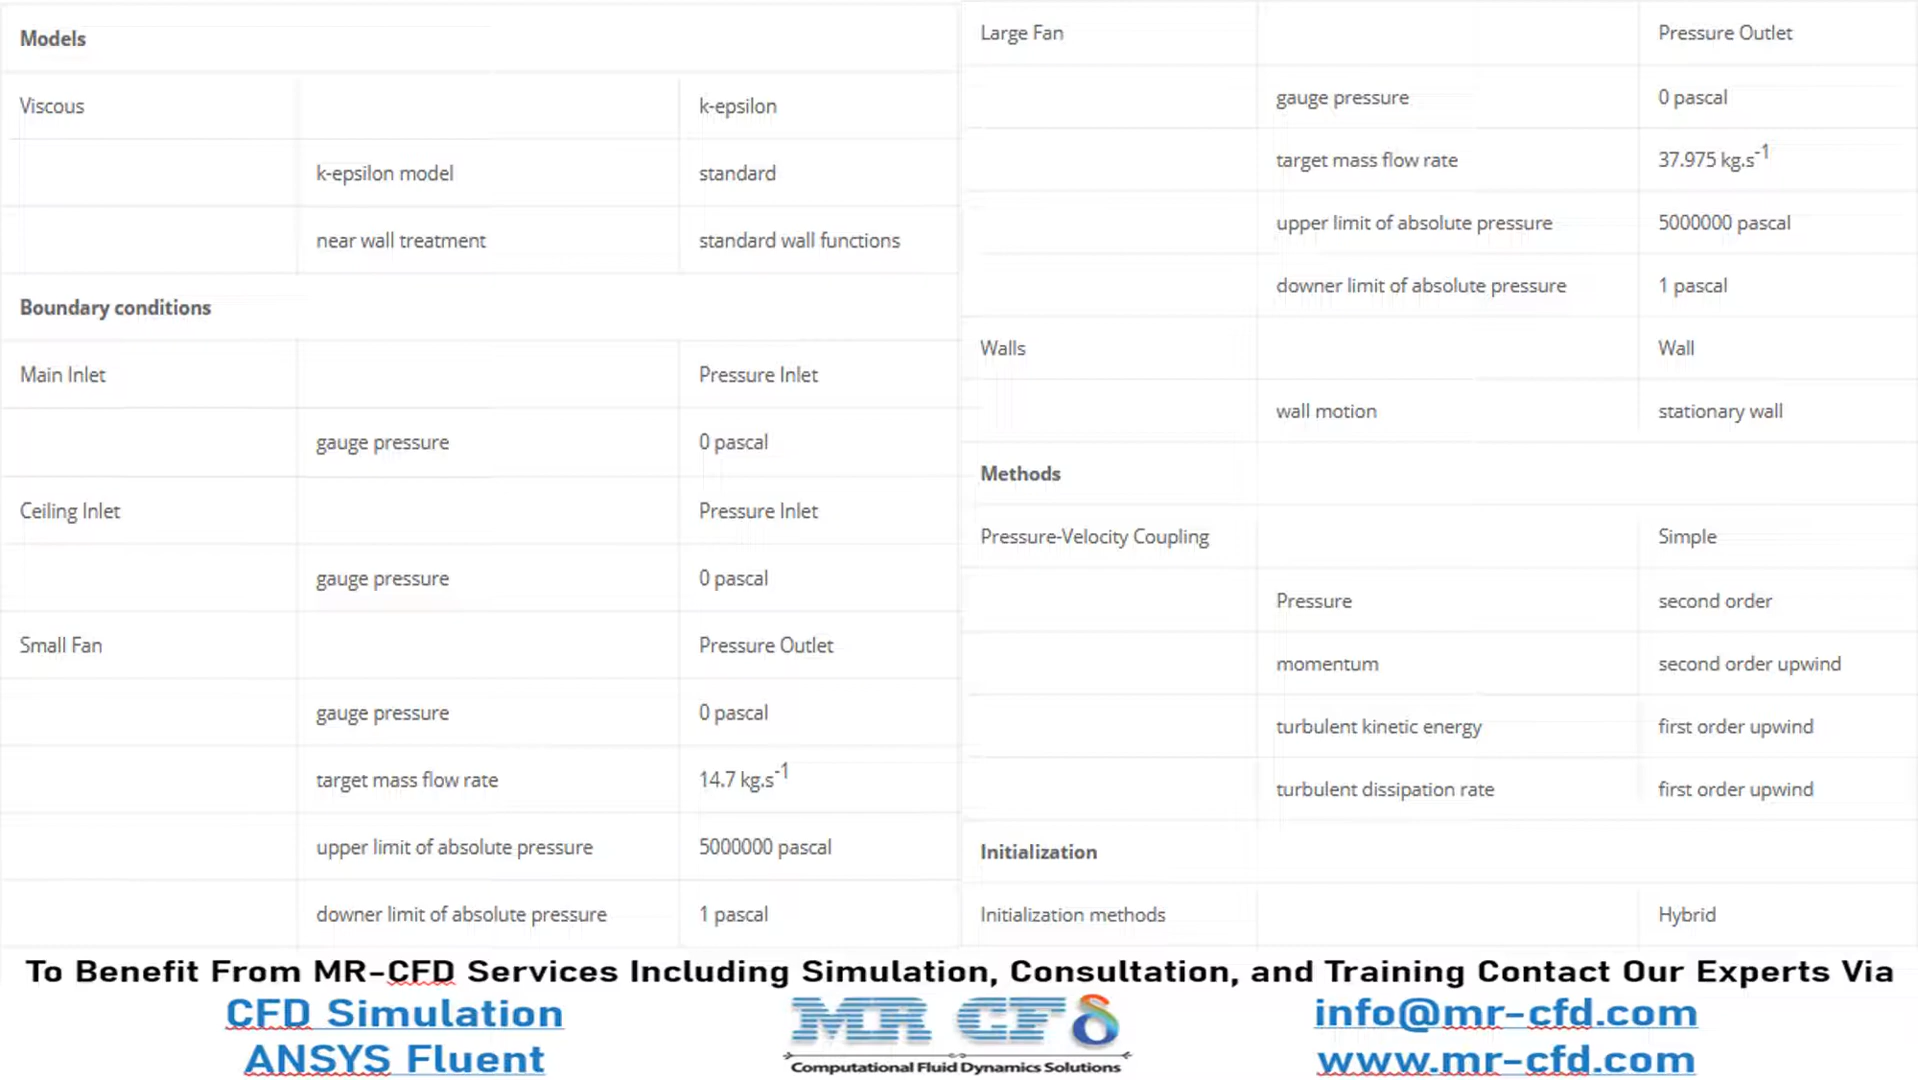 Models
Viscous k-epsilon
k-epsilon model standard
near wall treatment standard wall functions
Boundary conditions
Main Inlet Pressure Inlet
gauge pressure 0 pascal
Ceiling Inlet Pressure Inlet
gauge pressure 0 pascal
Small Fan Pressure Outlet
gauge pressure 0 pascal
target mass flow rate 14.7 kg.s-1
upper limit of absolute pressure 5000000 pascal
downer limit of absolute pressure 1 pascal
Large Fan Pressure Outlet
gauge pressure 0 pascal
target mass flow rate 37.975 kg.s-1
upper limit of absolute pressure 5000000 pascal
downer limit of absolute pressure 1 pascal
Walls Wall
wall motion stationary wall
Methods
Pressure-Velocity Coupling Simple
Pressure second order
momentum second order upwind
turbulent kinetic energy first order upwind
turbulent dissipation rate first order upwind
Initialization
Initialization methods Hybrid
To Benefit From MR-CFD Services Including Simulation, Consultation, and Training Contact Our Experts Via
CFD Simulation
ANSYS Fluent
MR CFδ
Computational Fluid Dynamics Solutions
info@mr-cfd.com
www.mr-cfd.com